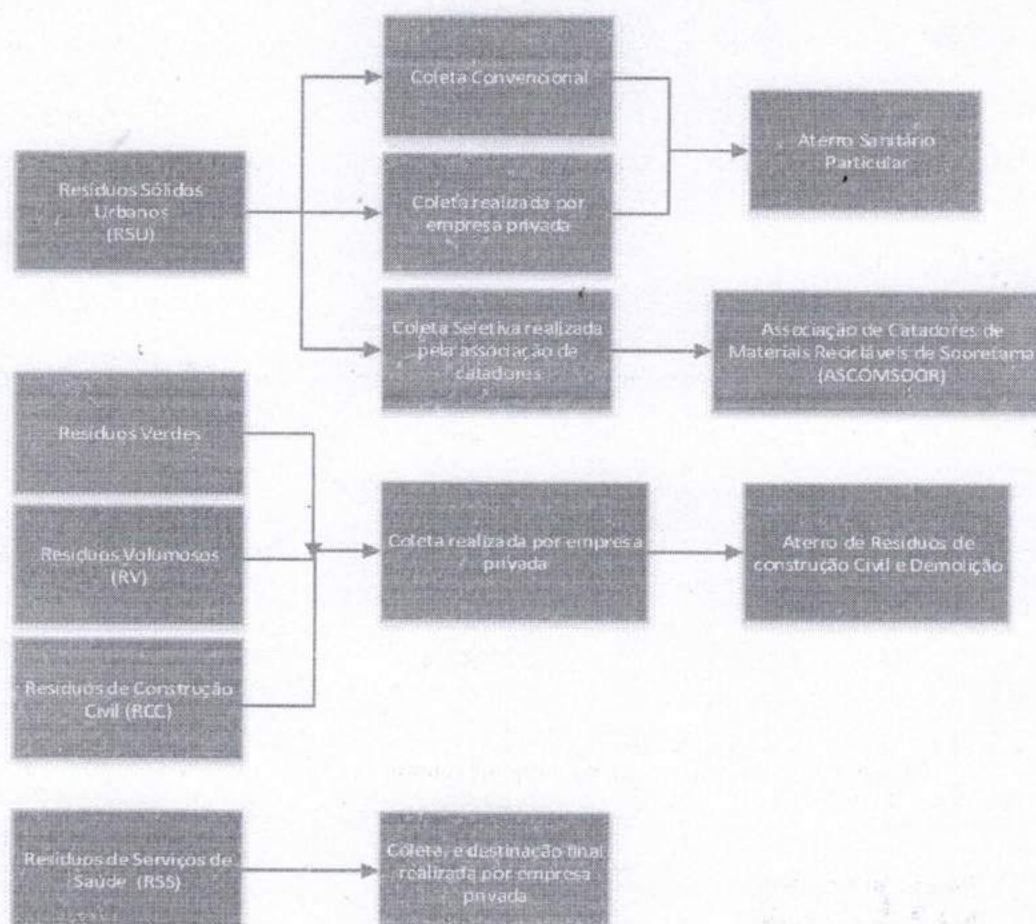 Coleta Convencional
Resíduos Sólidos
Urbanos
(RSU)
Coleta realizada por
empresa privada
Aterro Sanitário
Particular
Coleta Seletiva realizada
pela associação de
catadores
Associação de Catadores de
Materiais Recicláveis de Sooretama
(ASCOMSOOR)
Resíduos Verdes
Resíduos Volumosos
(RV)
Resíduos de Construção
Civil (RCC)
Coleta realizada por empresa
privada
Aterro de Resíduos de
construção Civil e Demolição
Resíduos de Serviços de
Saúde (RSS)
Coleta, e destinação final
realizada por empresa
privada